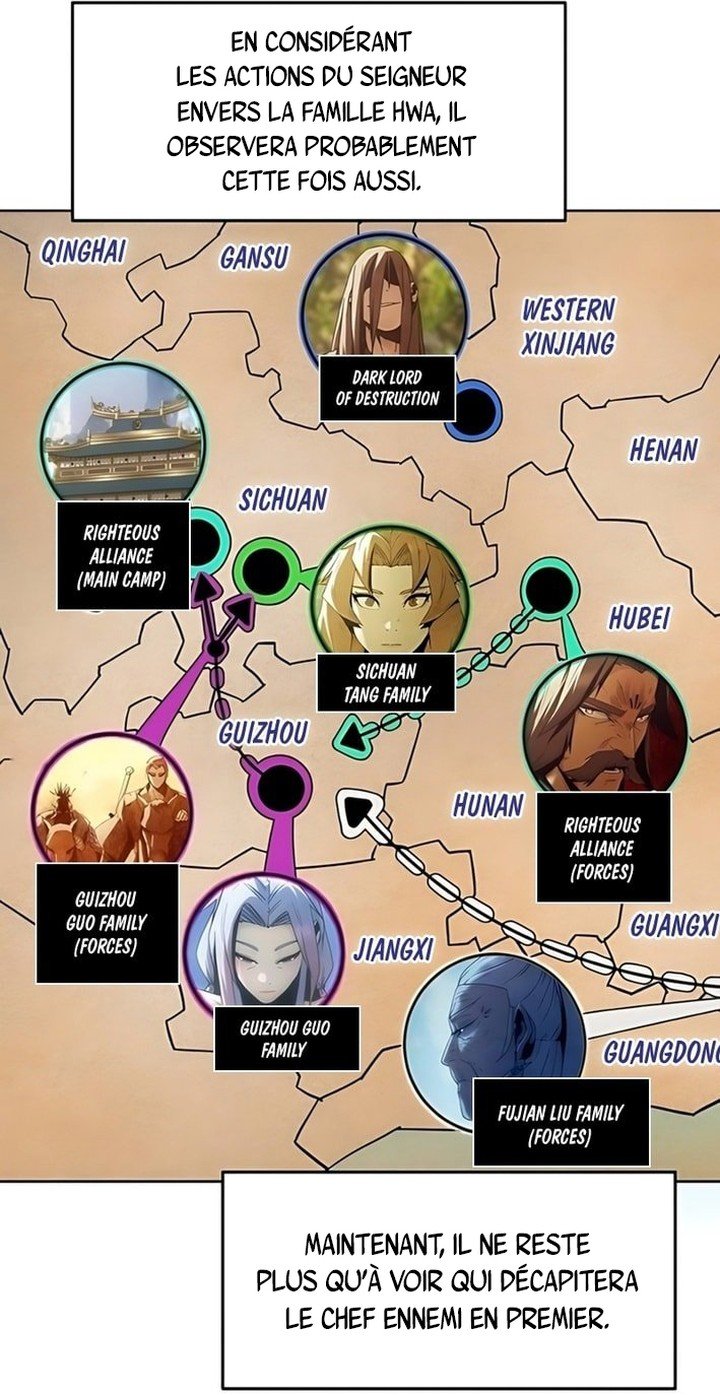 EN CONSIDÉRANT
LES ACTIONS DU SEIGNEUR
ENVERS LA FAMILLE HWA, IL
OBSERVERA PROBABLEMENT
CETTE FOIS AUSSI.
QINGHAI
GANSU
WESTERN
XINJIANG
DARK LORD
OF DESTRUCTION
HENAN
SICHUAN
RIGHTEOUS
ALLIANCE
(MAIN CAMP)
HUBEI
SICHUAN
TANG FAMILY
GUIZHOU
HUNAN
RIGHTEOUS
ALLIANCE
(FORCES)
GUIZHOU
GUO FAMILY
(FORCES)
GUANGXI
JIANGXI
GUIZHOU GUO
FAMILY
GUANGDONG
FUJIAN LIU FAMILY
(FORCES)
MAINTENANT, IL NE RESTE
PLUS QU'À VOIR QUI DÉCAPITERA
LE CHEF ENNEMI EN PREMIER.